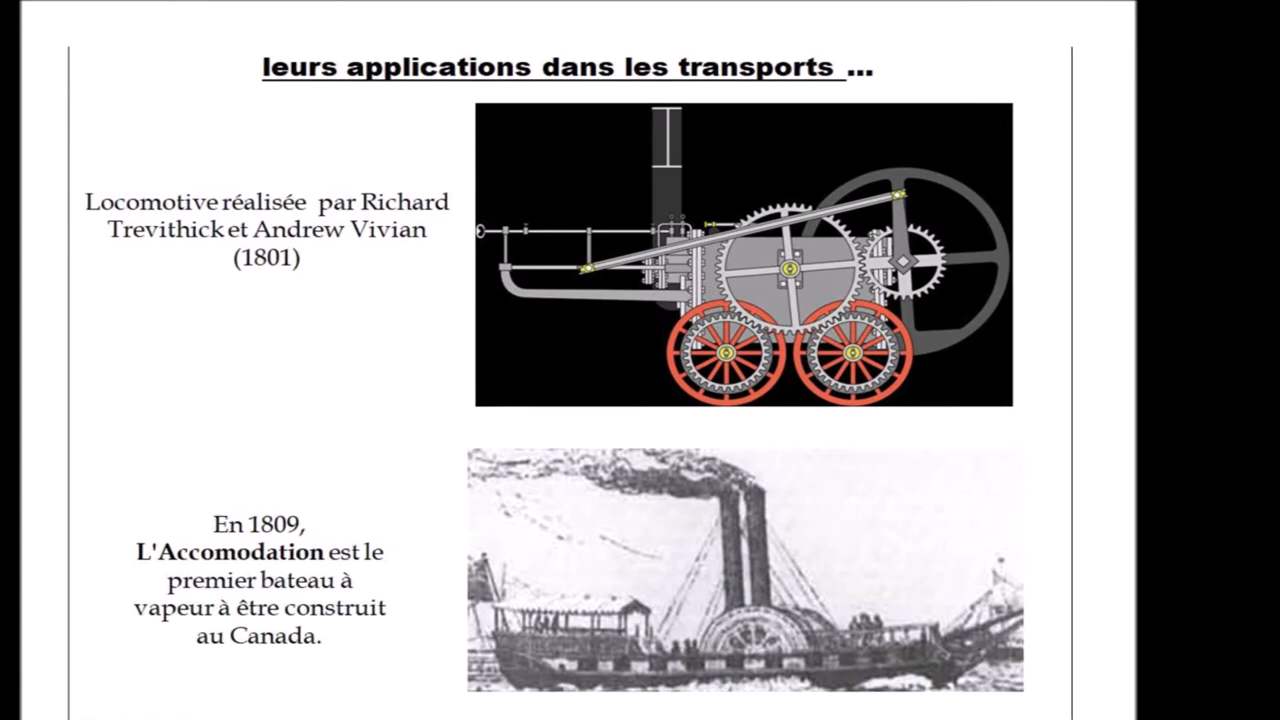 leurs applications dans les transports ...
Locomotive réalisée par Richard
Trevithick et Andrew Vivian
(1801)
En 1809,
L'Accomodation est le
premier bateau à
vapeur à être construit
au Canada.